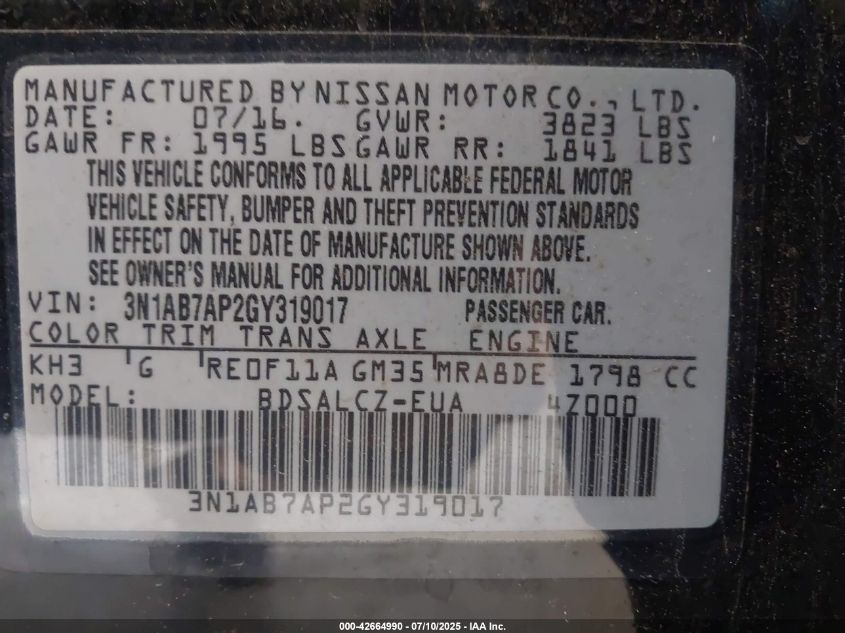 MANUFACTURED BY NISSAN MOTOR CO., LTD.
DATE: 07/16. GVWR: 3823 LBS
GAWR FR: 1995 LBS GAWR RR: 1841 LBS
THIS VEHICLE CONFORMS TO ALL APPLICABLE FEDERAL MOTOR
VEHICLE SAFETY, BUMPER AND THEFT PREVENTION STANDARDS
IN EFFECT ON THE DATE OF MANUFACTURE SHOWN ABOVE.
SEE OWNER'S MANUAL FOR ADDITIONAL INFORMATION.
VIN: 3N1AB7AP2GY319017 PASSENGER CAR.
COLOR TRIM TRANS AXLE ENGINE
KH3 G RE0F11A GM35 MRA8DE 1798 CC
MODEL: BDSALCZ-EUA 4Z000
3N1AB7AP2GY319017
000-42664990 - 07/10/2025 - IAA Inc.